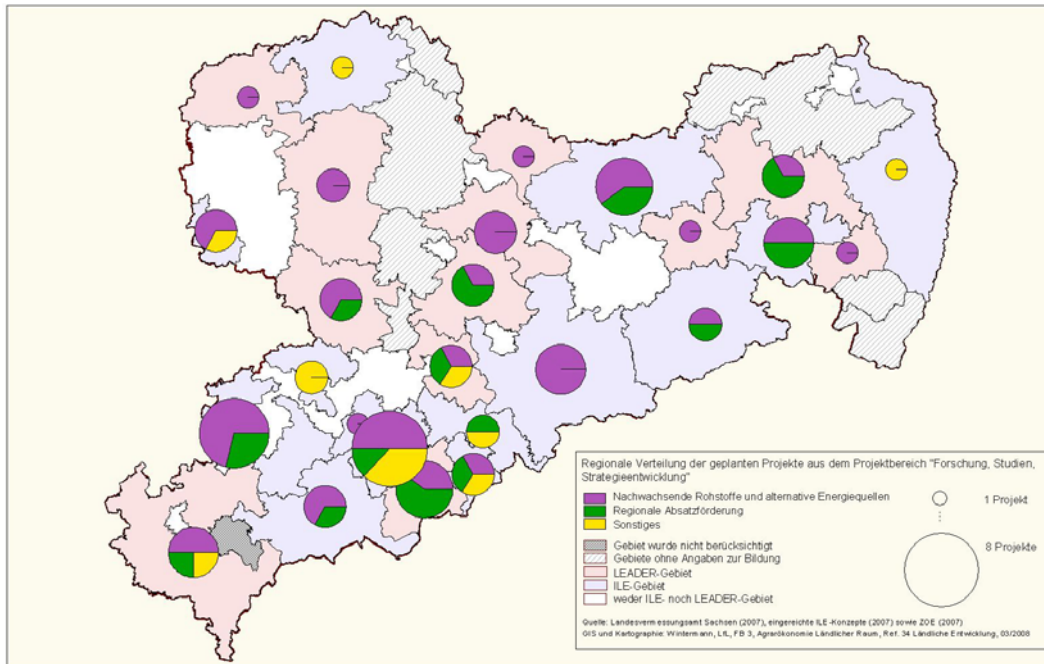 Regionale Verteilung der geplanten Projekte aus dem Projektbereich "Forschung, Studien,
Strategieentwicklung"
Nachwachsende Rohstoffe und alternative Energiequellen
Regionale Absatzförderung
Sonstiges
1 Projekt
8 Projekte
Gebiet wurde nicht berücksichtigt
Gebiete ohne Angaben zur Bildung
LEADER-Gebiet
ILE-Gebiet
weder ILE- noch LEADER-Gebiet
Quelle: Landesvermessungsamt Sachsen (2007), eingereichte ILE-Konzepte (2007) sowie ZOE (2007)
GIS und Kartographie: Wintermann, LfL, FB 3, Agrarökonomie Ländlicher Raum, Ref. 34 Ländliche Entwicklung, 03/2008